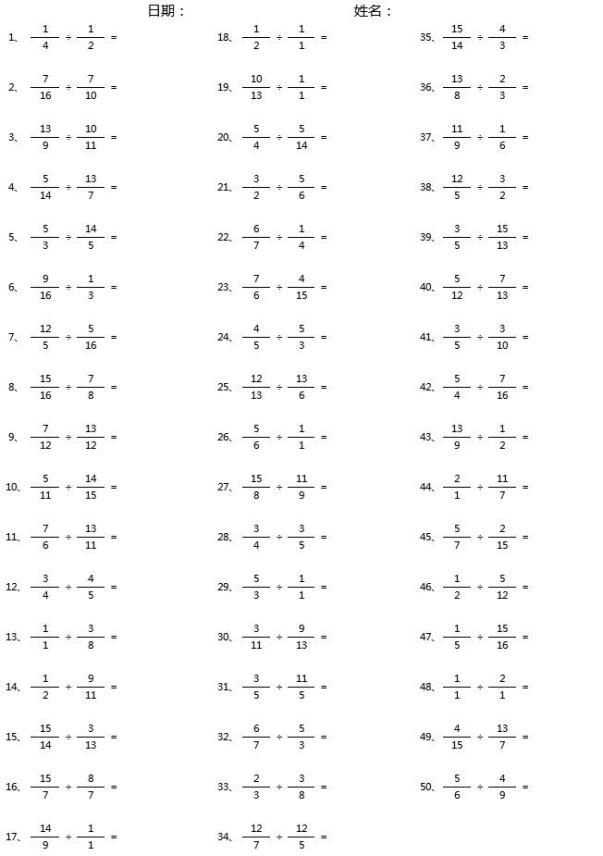 日期： 姓名：
1、 1/4 ÷ 1/2 = 18、 1/2 ÷ 1/1 = 35、 15/14 ÷ 4/3 =
2、 7/16 ÷ 7/10 = 19、 10/13 ÷ 1/1 = 36、 13/8 ÷ 2/3 =
3、 13/9 ÷ 10/11 = 20、 5/4 ÷ 5/14 = 37、 11/9 ÷ 1/6 =
4、 5/14 ÷ 13/7 = 21、 3/2 ÷ 5/6 = 38、 12/5 ÷ 3/2 =
5、 5/3 ÷ 14/5 = 22、 6/7 ÷ 1/4 = 39、 3/5 ÷ 15/13 =
6、 9/16 ÷ 1/3 = 23、 7/6 ÷ 4/15 = 40、 5/12 ÷ 7/13 =
7、 12/5 ÷ 5/16 = 24、 4/5 ÷ 5/3 = 41、 3/5 ÷ 3/10 =
8、 15/16 ÷ 7/8 = 25、 12/13 ÷ 13/6 = 42、 5/4 ÷ 7/16 =
9、 7/12 ÷ 13/12 = 26、 5/6 ÷ 1/1 = 43、 13/9 ÷ 1/2 =
10、 5/11 ÷ 14/15 = 27、 15/8 ÷ 11/9 = 44、 2/1 ÷ 11/7 =
11、 7/6 ÷ 13/11 = 28、 3/4 ÷ 3/5 = 45、 5/7 ÷ 2/15 =
12、 3/4 ÷ 4/5 = 29、 5/3 ÷ 1/1 = 46、 1/2 ÷ 5/12 =
13、 1/1 ÷ 3/8 = 30、 3/11 ÷ 9/13 = 47、 1/5 ÷ 15/16 =
14、 1/2 ÷ 9/11 = 31、 3/5 ÷ 11/5 = 48、 1/1 ÷ 2/1 =
15、 15/14 ÷ 3/13 = 32、 6/7 ÷ 5/3 = 49、 4/15 ÷ 13/7 =
16、 15/7 ÷ 8/7 = 33、 2/3 ÷ 3/8 = 50、 5/6 ÷ 4/9 =
17、 14/9 ÷ 1/1 = 34、 12/7 ÷ 12/5 =